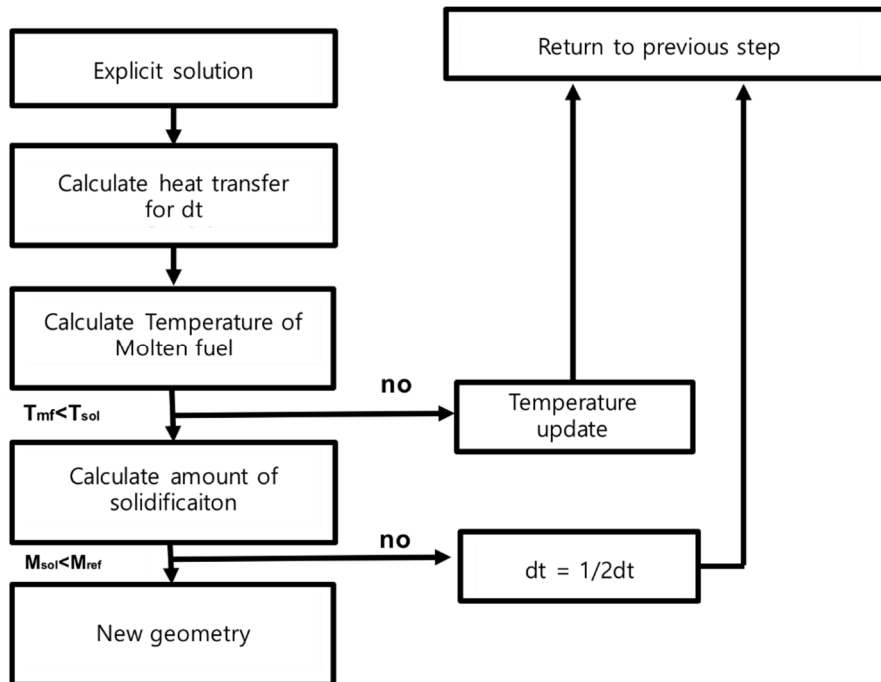 Explicit solution
Return to previous step
Calculate heat transfer
for dt
Calculate Temperature of
Molten fuel
no
Tmf<Tsol
Temperature
update
Calculate amount of
solidificaiton
no
Msol<Mref
dt = 1/2dt
New geometry